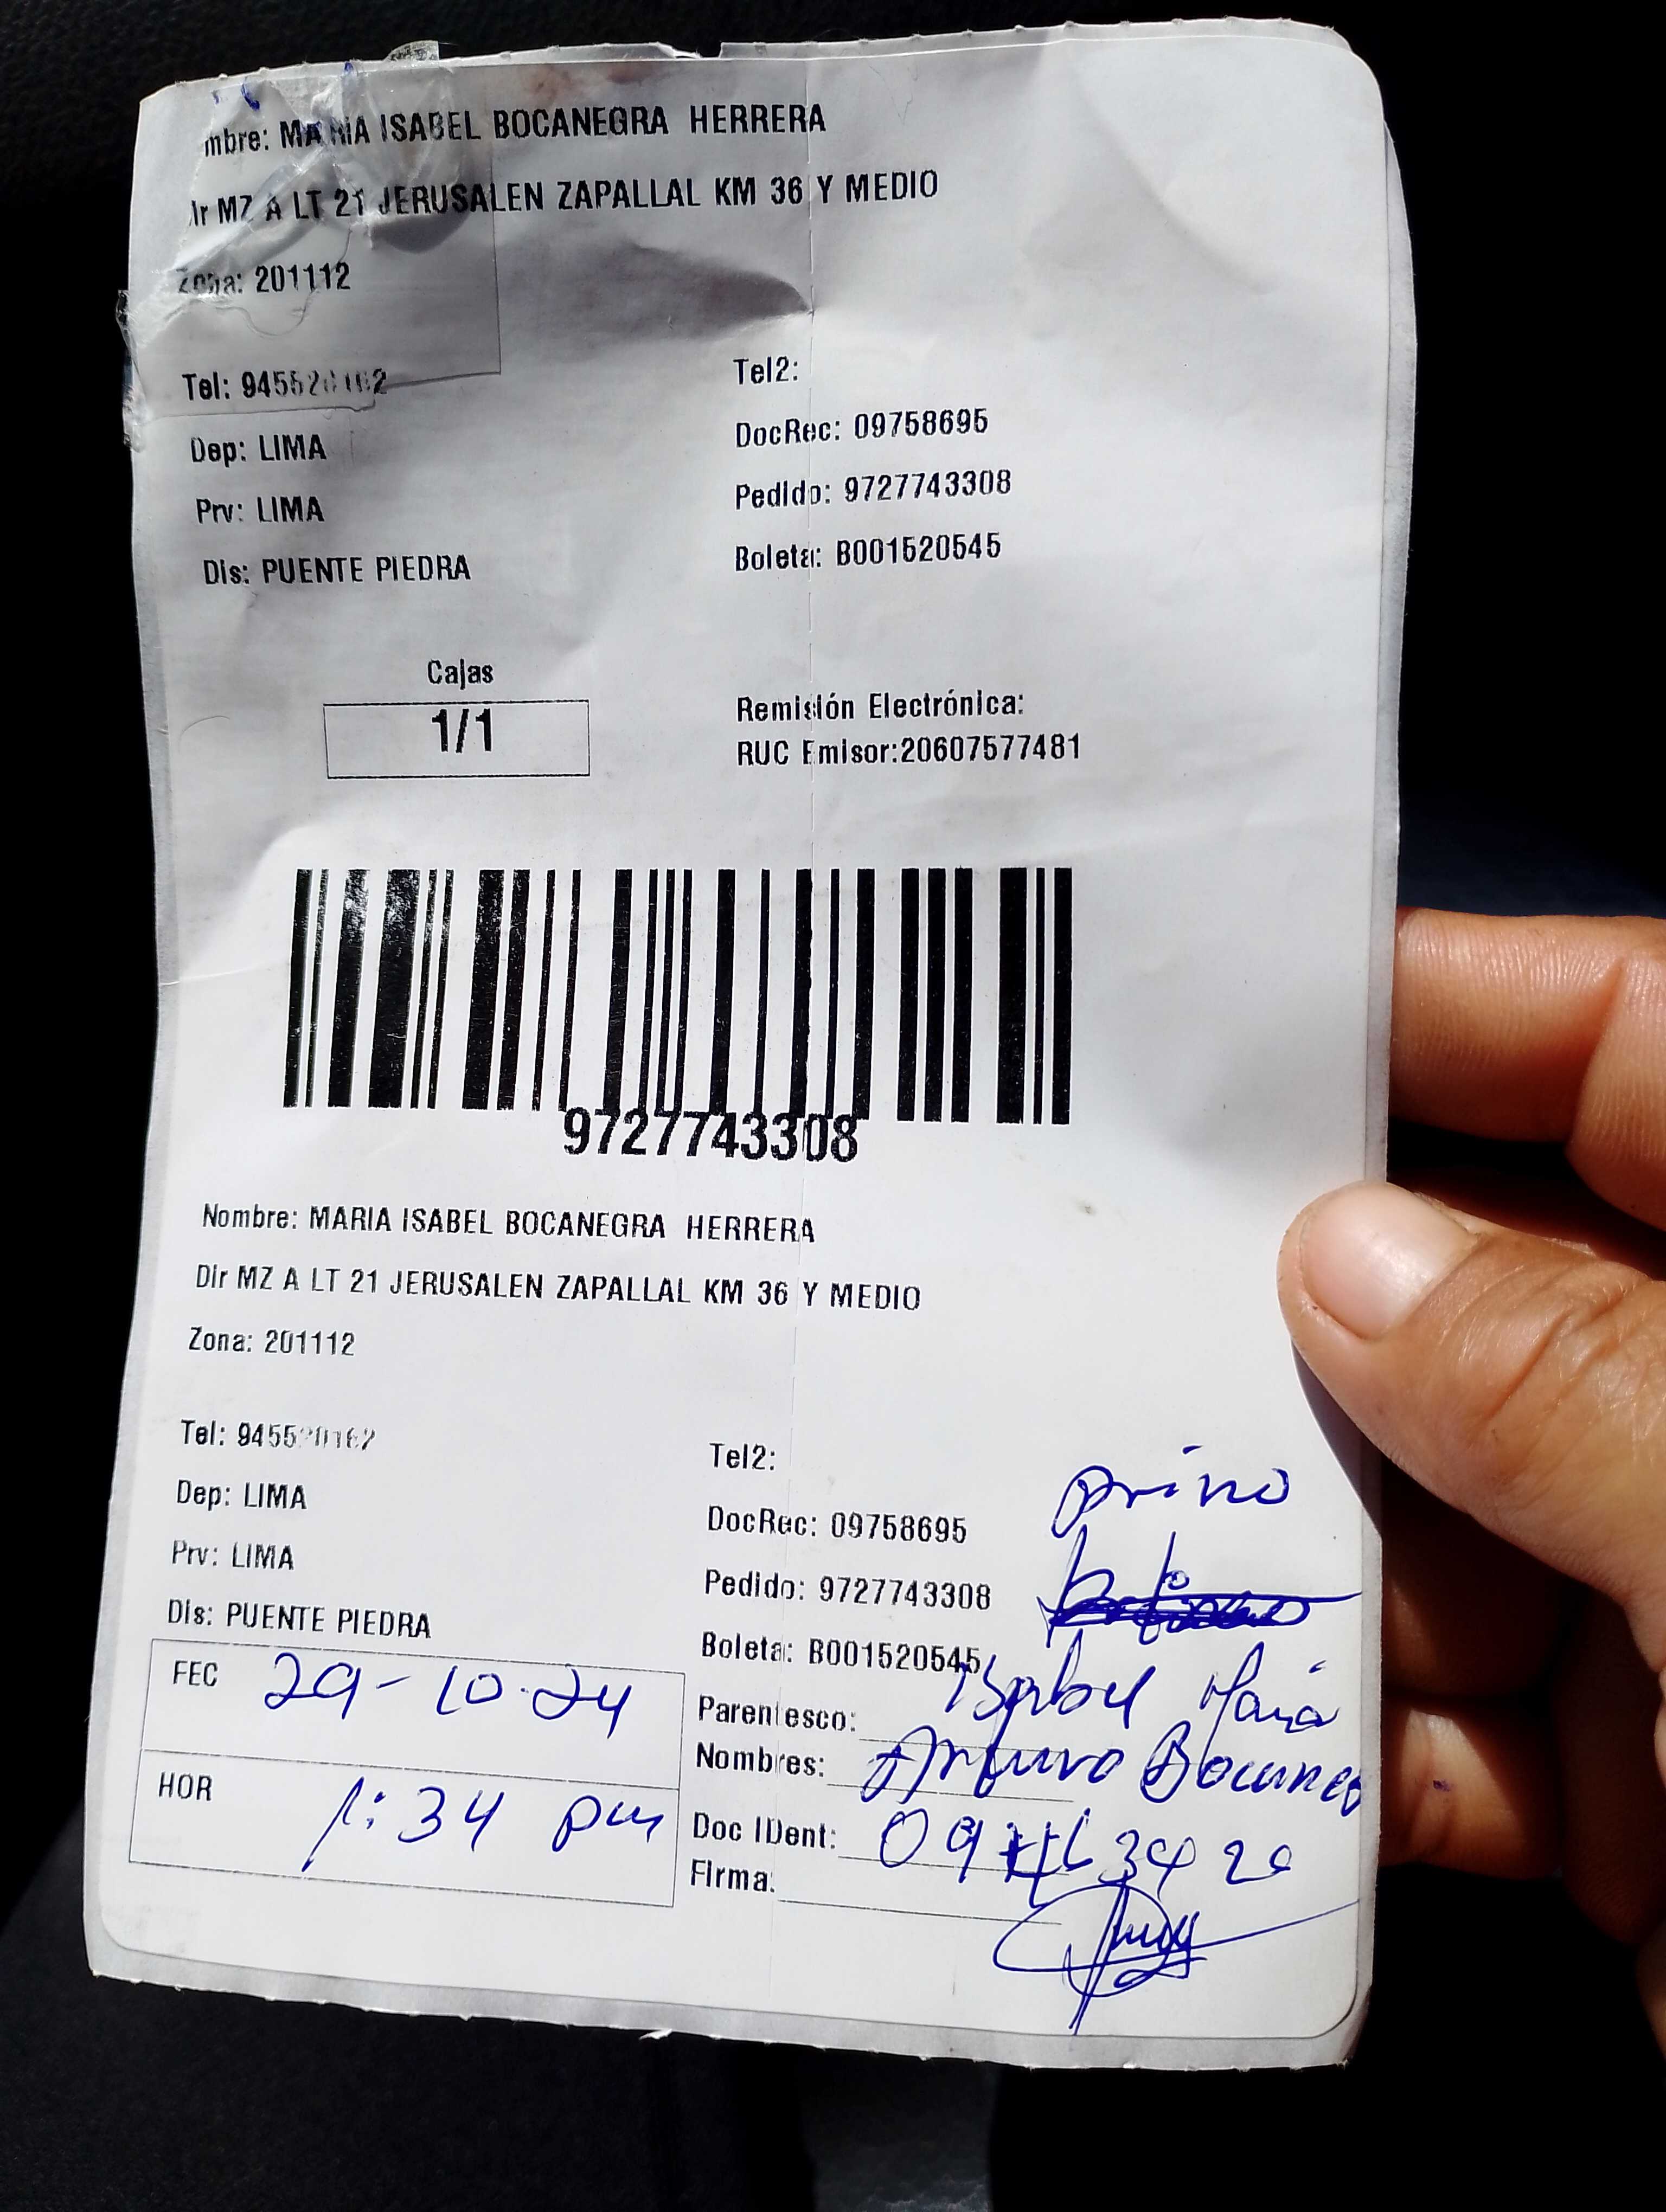 mbre: MARIA ISABEL BOCANEGRA HERRERA
Ir MZ A LT 21 JERUSALEN ZAPALLAL KM 36 Y MEDIO
Zona: 201112
Tel:
Tel2:
Dep: LIMA
DocRec: 09758695
Prv: LIMA
Pedido: 9727743308
Dis: PUENTE PIEDRA
Boleta: B001520545
Cajas
1/1
Remisión Electrónica:
RUC Emisor:20607577481
9727743308
Nombre: MARIA ISABEL BOCANEGRA HERRERA
Dir MZ A LT 21 JERUSALEN ZAPALLAL KM 36 Y MEDIO
Zona: 201112
Tel:
Tel2:
Dep: LIMA
DocRec: 09758695
primo
Prv: LIMA
Pedido: 9727743308
Dis: PUENTE PIEDRA
Boleta: B001520545
FEC 29-10-24
Parentesco: Isabel María
Nombres: Arturo
HOR 1:34 pm
Doc IDent:
Firma: